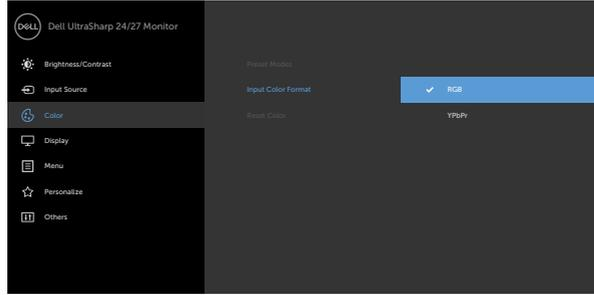 DELL Dell UltraSharp 24/27 Monitor
Brightness/Contrast
Preset Modes
Input Source
Input Color Format
RGB
Color
Reset Color
YPbPr
Display
Menu
Personalize
Others